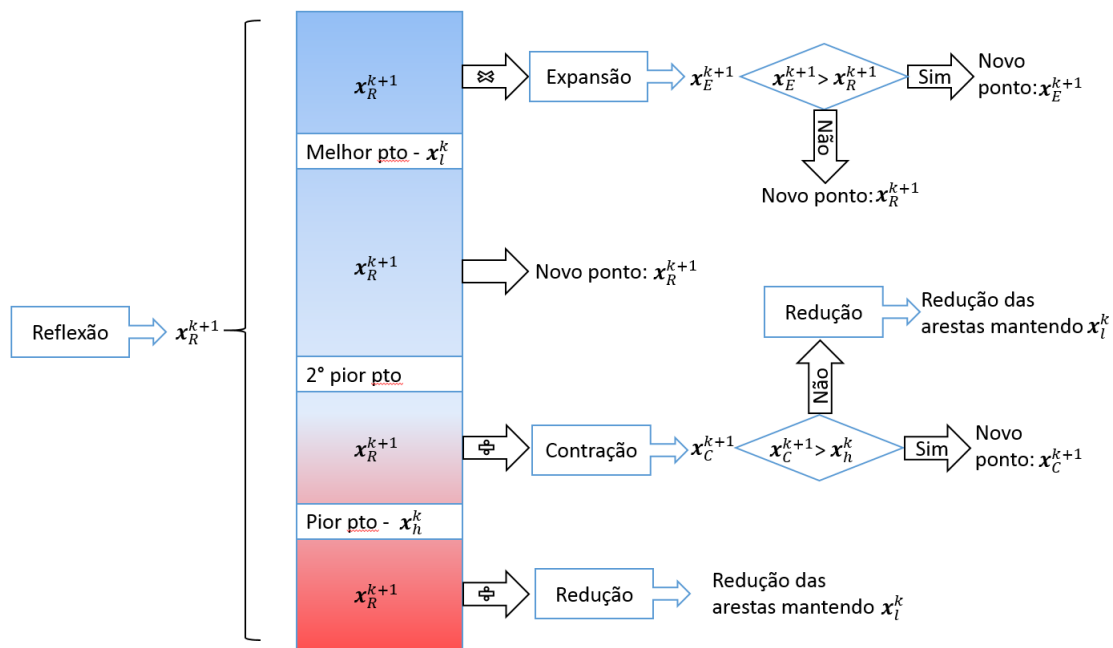 x_R^{k+1}
Expansão
x_E^{k+1}
x_E^{k+1} > x_R^{k+1}
Sim
Novo
ponto: x_E^{k+1}
Não
Novo ponto: x_R^{k+1}
Melhor pto - x_l^k
x_R^{k+1}
Novo ponto: x_R^{k+1}
Reflexão
x_R^{k+1}
2° pior pto
x_R^{k+1}
Contração
x_C^{k+1}
x_C^{k+1} > x_h^k
Sim
Novo
ponto: x_C^{k+1}
Não
Redução
Redução das
arestas mantendo x_l^k
Pior pto - x_h^k
x_R^{k+1}
Redução
Redução das
arestas mantendo x_l^k